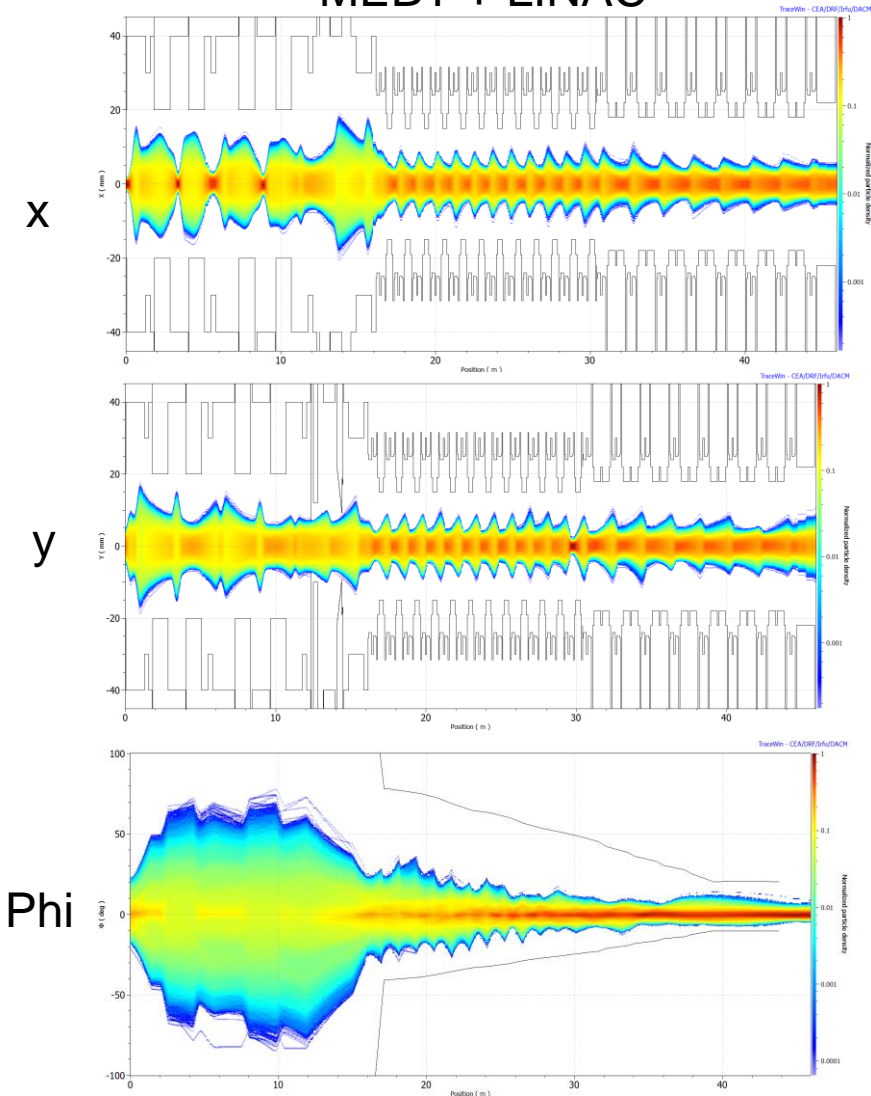 MEBT + LINAC
TraceWin - CEA/DRF/Irfu/DACM
x
X ( mm )
40
20
0
-20
-40
0
10
20
30
40
Position ( m )
1
0.1
0.01
0.001
Normalized particle density
TraceWin - CEA/DRF/Irfu/DACM
y
Y ( mm )
40
20
0
-20
-40
0
10
20
30
40
Position ( m )
1
0.1
0.01
0.001
Normalized particle density
TraceWin - CEA/DRF/Irfu/DACM
Phi
Φ ( deg )
100
50
0
-50
-100
0
10
20
30
40
Position ( m )
1
0.1
0.01
0.001
0.0001
Normalized particle density